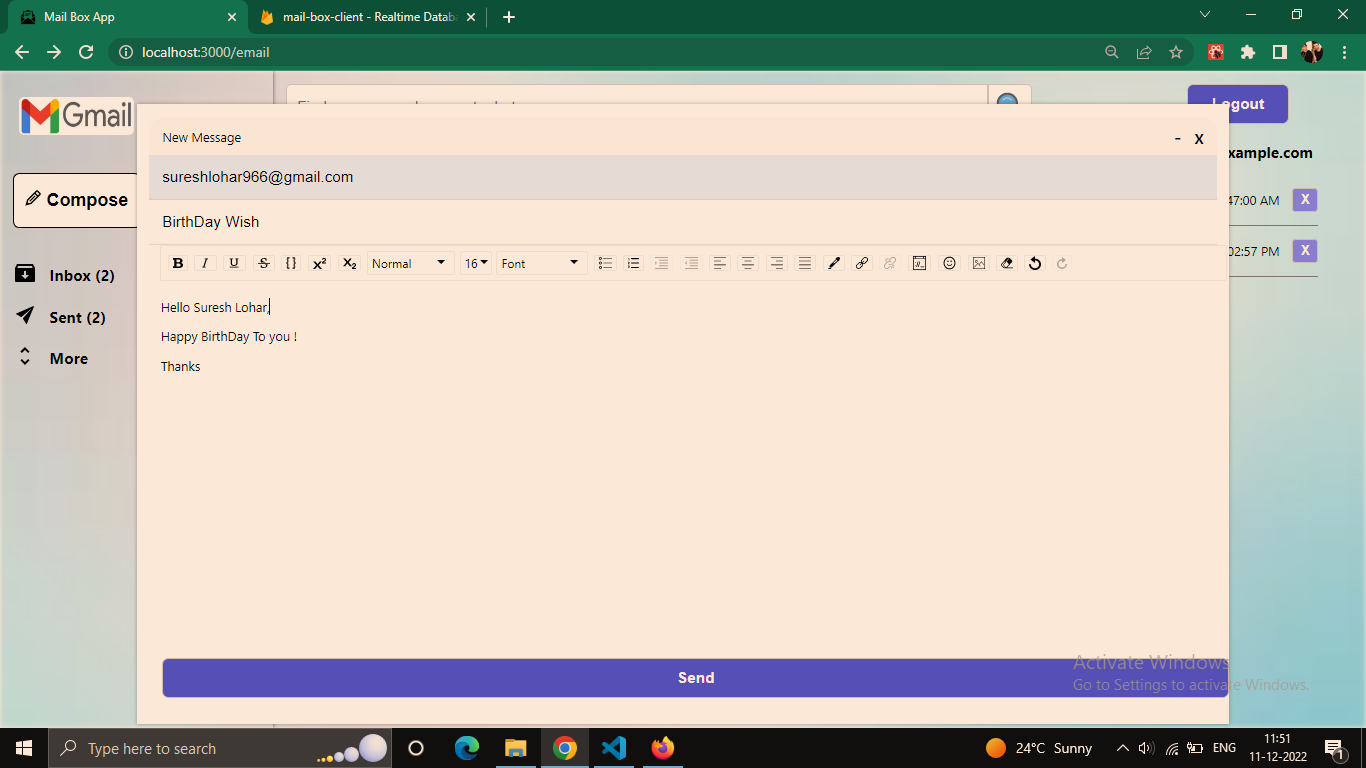 Mail Box App
mail-box-client - Realtime Datab
localhost:3000/email
Gmail
Logout
New Message
- X
xample.com
sureshlohar966@gmail.com
Compose
47:00 AM X
BirthDay Wish
02:57 PM X
B I U S {} X² X₂ Normal 16 Font
Inbox (2)
Hello Suresh Lohar,
Sent (2)
Happy BirthDay To you !
More
Thanks
Send
Activate Windows
Go to Settings to activate Windows.
Type here to search
24°C Sunny
ENG
11:51
11-12-2022
1